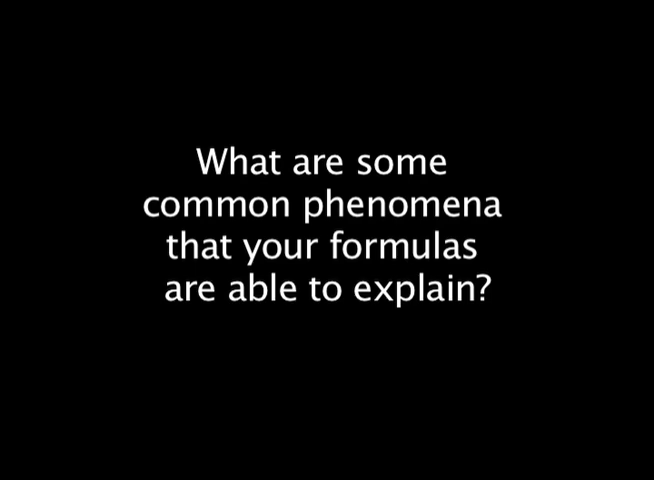 What are some
common phenomena
that your formulas
are able to explain?